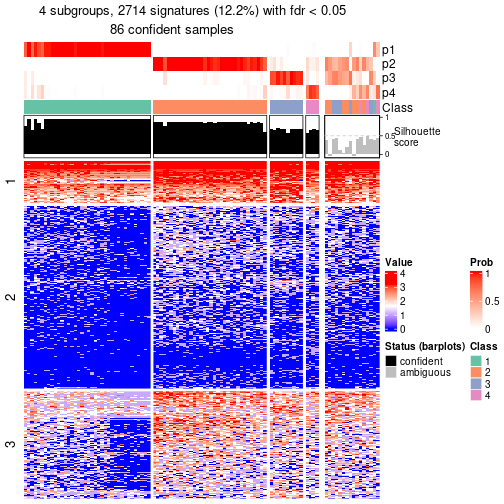 4 subgroups, 2714 signatures (12.2%) with fdr < 0.05
86 confident samples
p1
p2
p3
p4
Class
1
0.5
0
Silhouette
score
1
2
3
Value
4
3
2
1
0
Prob
1
0.5
0
Status (barplots)
confident
ambiguous
Class
1
2
3
4